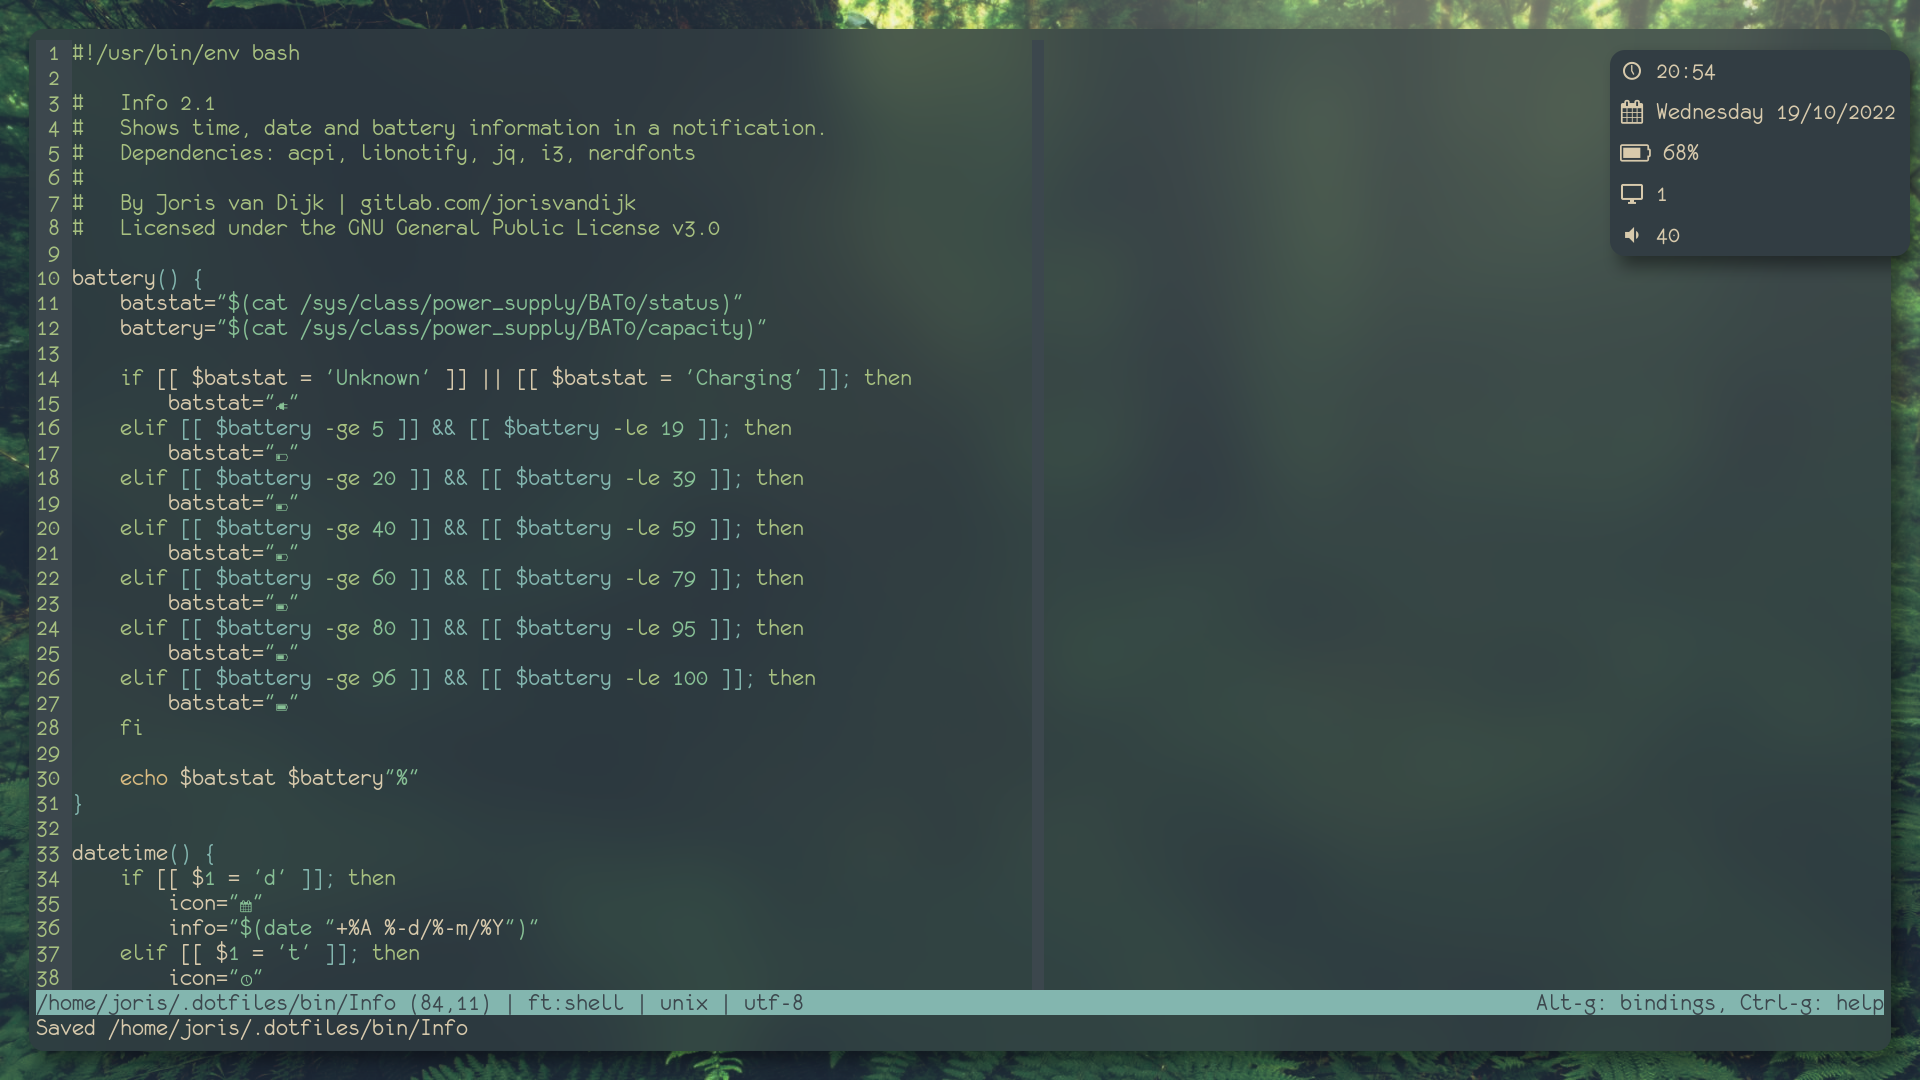 1 #!/usr/bin/env bash
2
3 #   Info 2.1
4 #   Shows time, date and battery information in a notification.
5 #   Dependencies: acpi, libnotify, jq, i3, nerdfonts
6 #
7 #   By Joris van Dijk | gitlab.com/jorisvandijk
8 #   Licensed under the GNU General Public License v3.0
9
10 battery() {
11     batstat="$(cat /sys/class/power_supply/BAT0/status)"
12     battery="$(cat /sys/class/power_supply/BAT0/capacity)"
13
14     if [[ $batstat = 'Unknown' ]] || [[ $batstat = 'Charging' ]]; then
15         batstat=""
16     elif [[ $battery -ge 5 ]] && [[ $battery -le 19 ]]; then
17         batstat=""
18     elif [[ $battery -ge 20 ]] && [[ $battery -le 39 ]]; then
19         batstat=""
20     elif [[ $battery -ge 40 ]] && [[ $battery -le 59 ]]; then
21         batstat=""
22     elif [[ $battery -ge 60 ]] && [[ $battery -le 79 ]]; then
23         batstat=""
24     elif [[ $battery -ge 80 ]] && [[ $battery -le 95 ]]; then
25         batstat=""
26     elif [[ $battery -ge 96 ]] && [[ $battery -le 100 ]]; then
27         batstat=""
28     fi
29
30     echo $batstat $battery"%"
31 }
32
33 datetime() {
34     if [[ $1 = 'd' ]]; then
35         icon=""
36         info="$(date "+%A %-d/%-m/%Y")"
37     elif [[ $1 = 't' ]]; then
38         icon=""
/home/joris/.dotfiles/bin/Info (84,11) | ft:shell | unix | utf-8 Alt-g: bindings, Ctrl-g: help
Saved /home/joris/.dotfiles/bin/Info
20:54
Wednesday 19/10/2022
68%
1
40